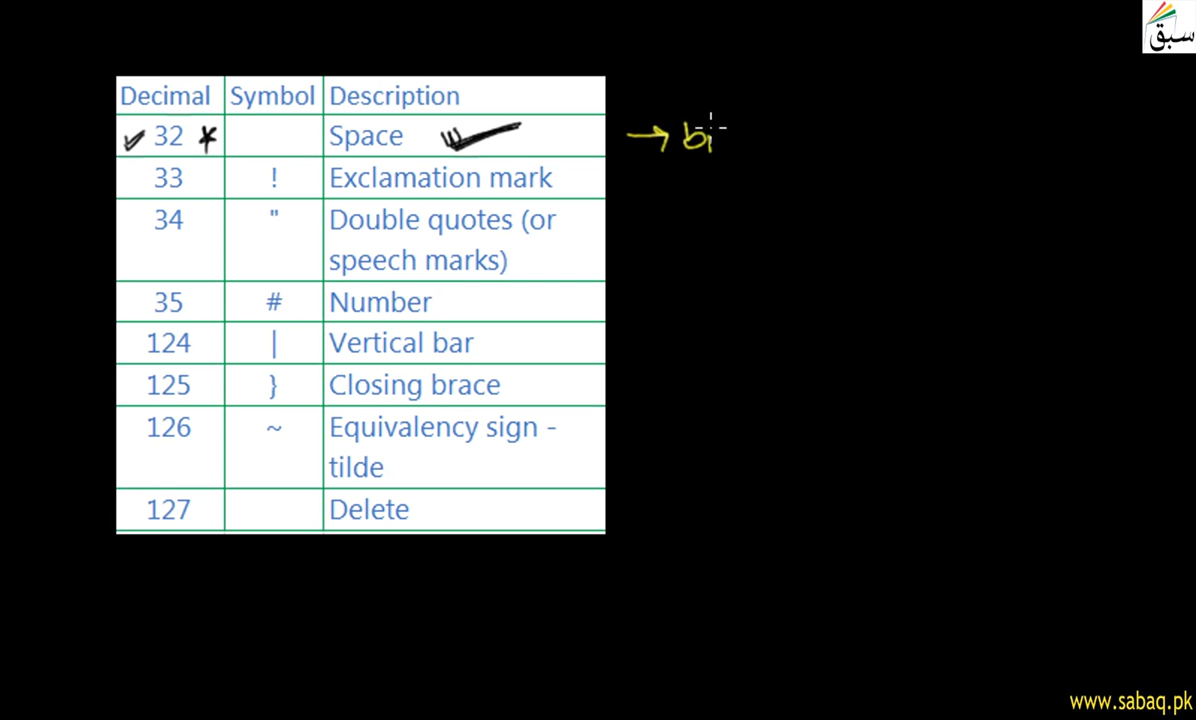 سبق
Decimal Symbol Description
32 Space → bi
33 ! Exclamation mark
34 " Double quotes (or
speech marks)
35 # Number
124 | Vertical bar
125 } Closing brace
126 ~ Equivalency sign -
tilde
127 Delete
www.sabaq.pk